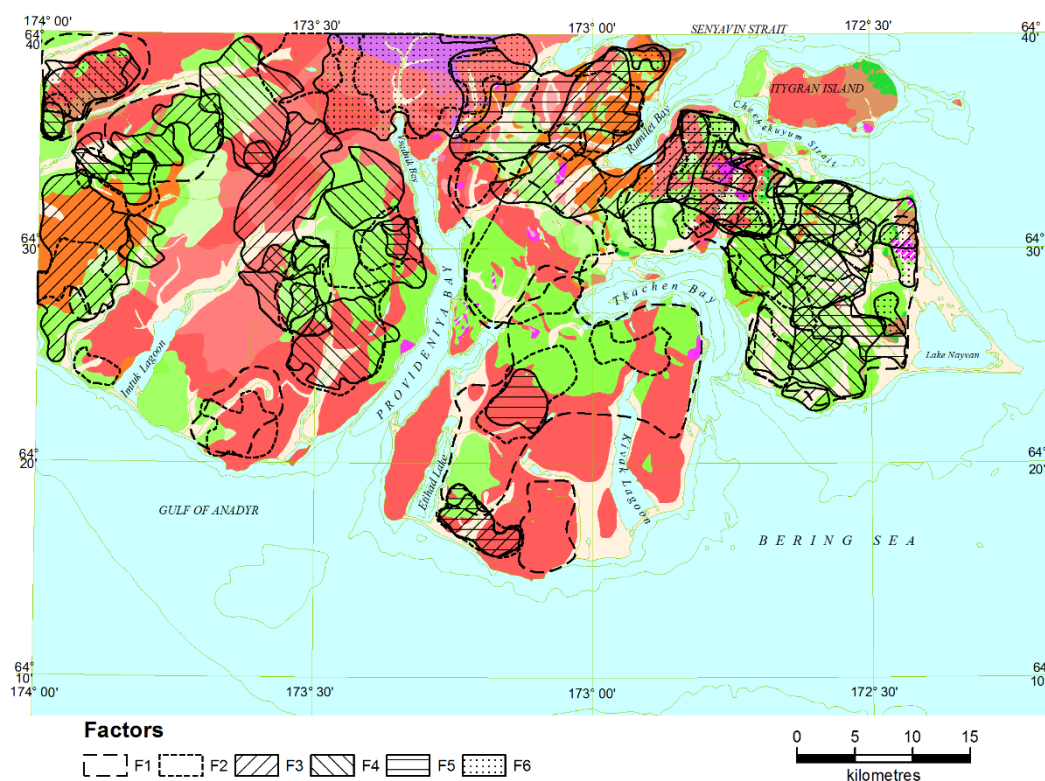 174° 00'
173° 30'
173° 00'
172° 30'
64°
40'
64°
40'
SENYAVIN STRAIT
ITYGRAN ISLAND
Cheehekuyum Strait
Rumilet Bay
64°
30'
64°
30'
Tkachen Bay
PROVIDENIYA BAY
Lake Nayvan
Imtuk Lagoon
64°
20'
64°
20'
Estihad Lake
Kivak Lagoon
GULF OF ANADYR
BERING SEA
64°
10'
64°
10'
174° 00'
173° 30'
173° 00'
172° 30'
Factors
F1 F2 F3 F4 F5 F6
0 5 10 15
kilometres